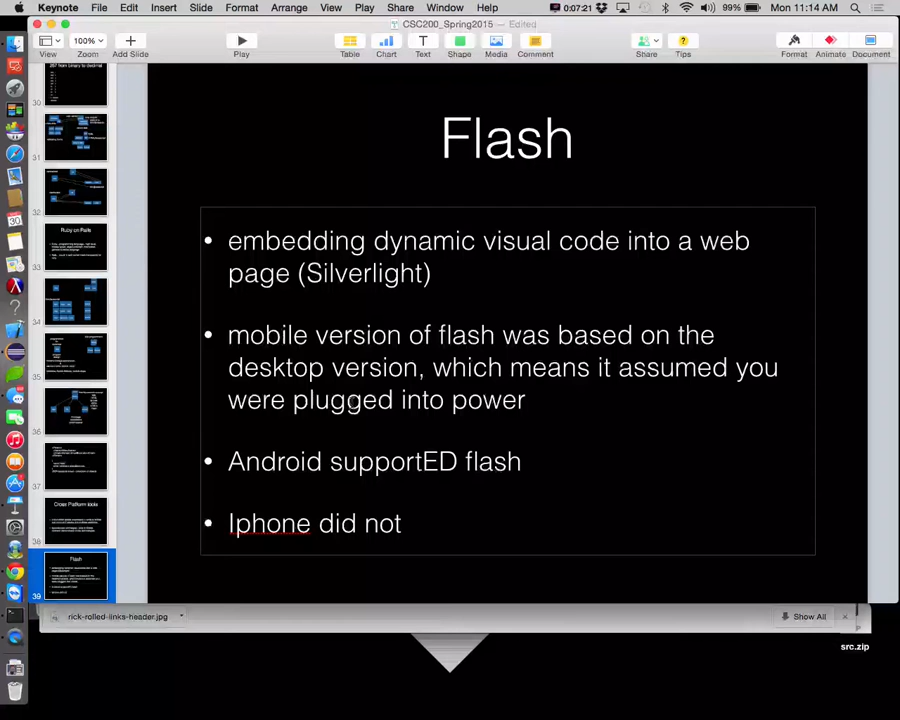 Keynote File Edit Insert Slide Format Arrange View Play Share Window Help 0:07:21 99% Mon 11:14 AM
CSC200_Spring2015 — Edited
100%
View Zoom Add Slide Play Table Chart Text Shape Media Comment Share Tips Format Animate Document
30
31
32
Ruby on Rails
33
34
35
36
37
Cross Platform tools
38
Flash
39
Flash
• embedding dynamic visual code into a web
page (Silverlight)
• mobile version of flash was based on the
desktop version, which means it assumed you
were plugged into power
• Android supportED flash
• Iphone did not
rick-rolled-links-header.jpg
Show All
src.zip